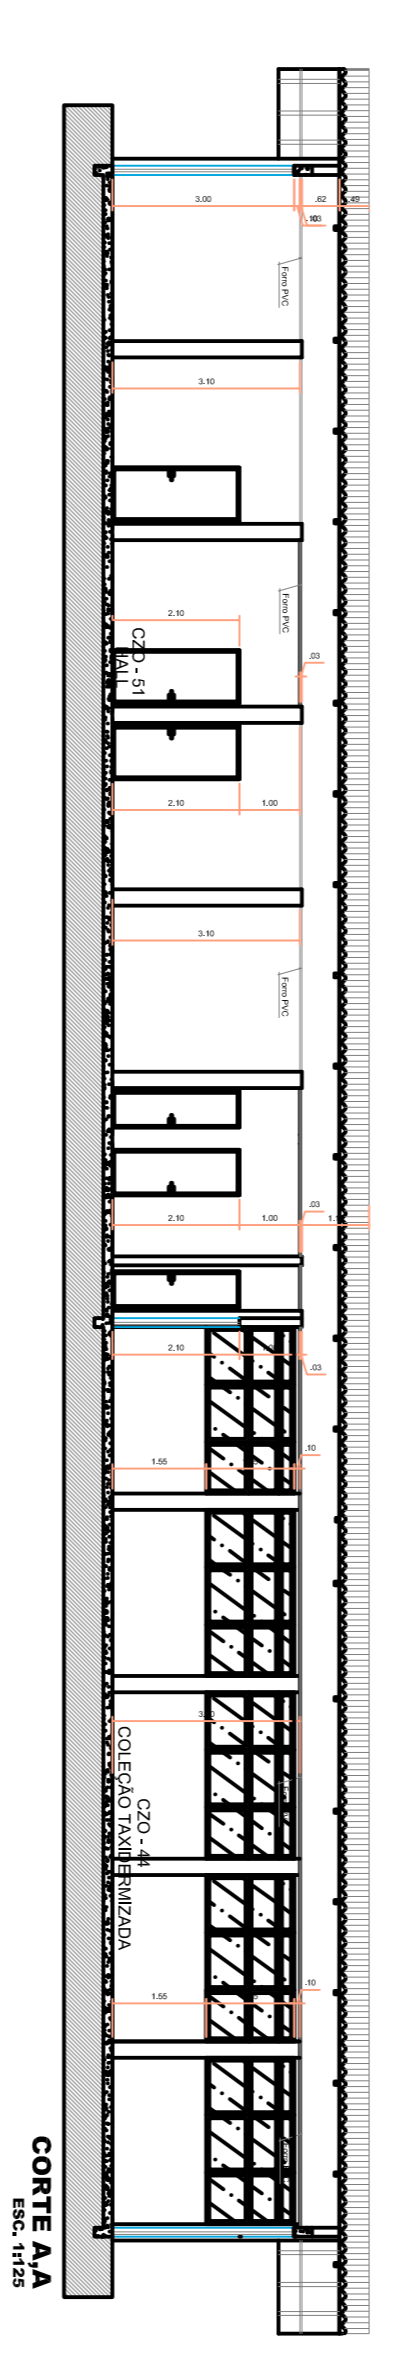 3.00
.62
.49
.03
Forro PVC
3.10
2.10
Forro PVC
CZO - 51
HALL
.03
2.10
1.00
3.10
Forro PVC
.03
2.10
1.00
2.10
.03
1.55
.10
CZO - 44
COLEÇÃO TAXIDERMIZADA
1.55
.10
CORTE A,A
ESC. 1:125